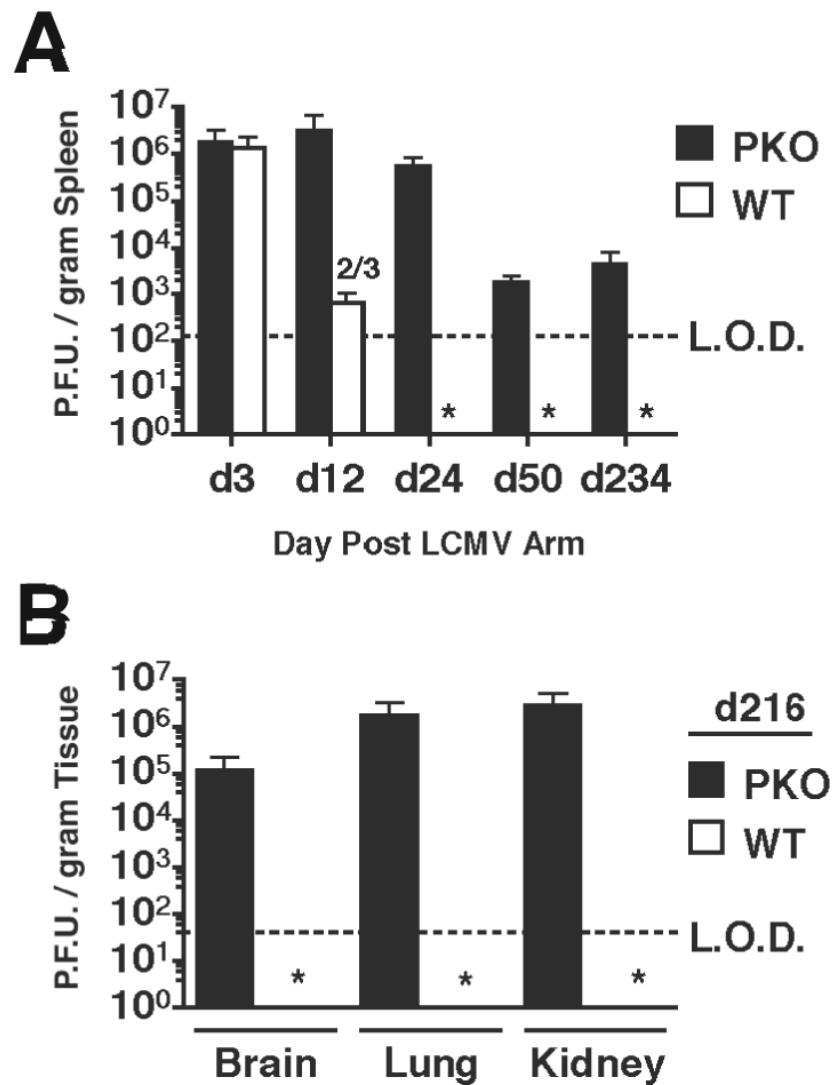 A
P.F.U. / gram Spleen
10⁷
10⁶
10⁵
10⁴
10³
10²
10¹
10⁰
2/3
* * *
PKO
WT
L.O.D.
d3 d12 d24 d50 d234
Day Post LCMV Arm
B
P.F.U. / gram Tissue
10⁷
10⁶
10⁵
10⁴
10³
10²
10¹
10⁰
* * *
d216
PKO
WT
L.O.D.
Brain Lung Kidney